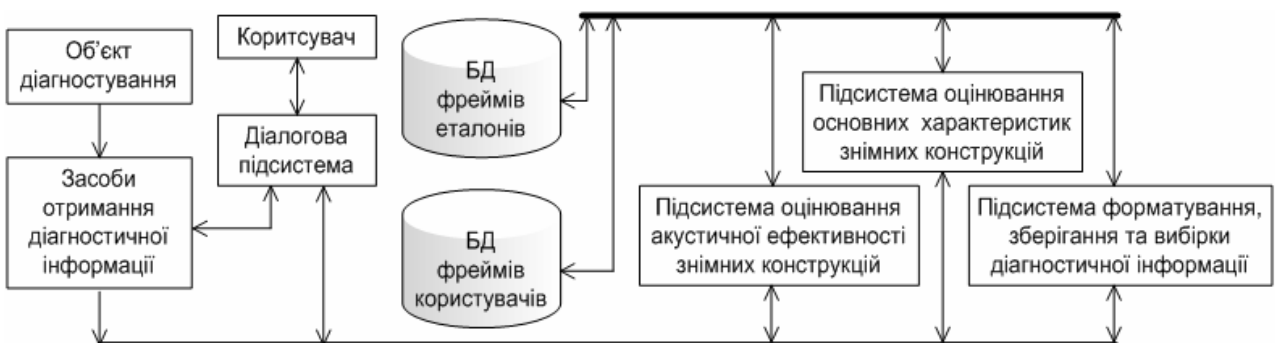 Об’єкт
діагностування
Коритсувач
Діалогова
підсистема
Засоби
отримання
діагностичної
інформації
БД
фреймів
еталонів
БД
фреймів
користувачів
Підсистема оцінювання
основних характеристик
знімних конструкцій
Підсистема оцінювання
акустичної ефективності
знімних конструкцій
Підсистема форматування,
зберігання та вибірки
діагностичної інформації